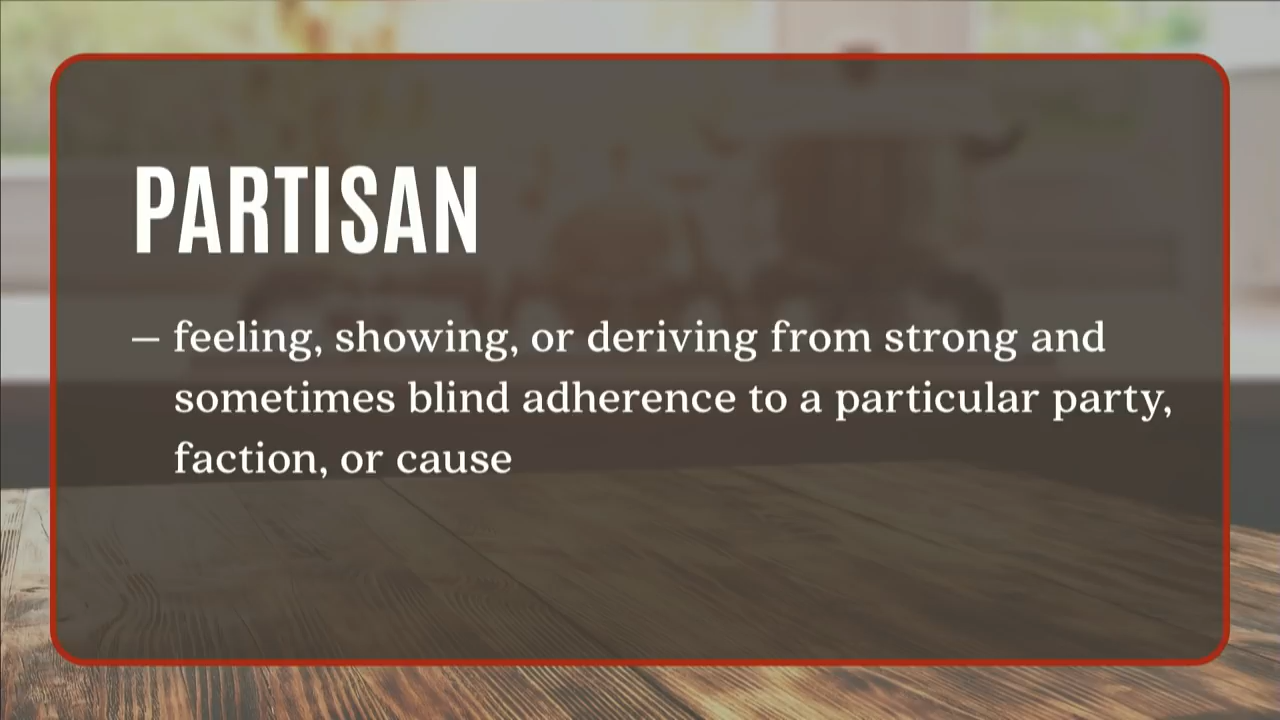 PARTISAN
– feeling, showing, or deriving from strong and
sometimes blind adherence to a particular party,
faction, or cause